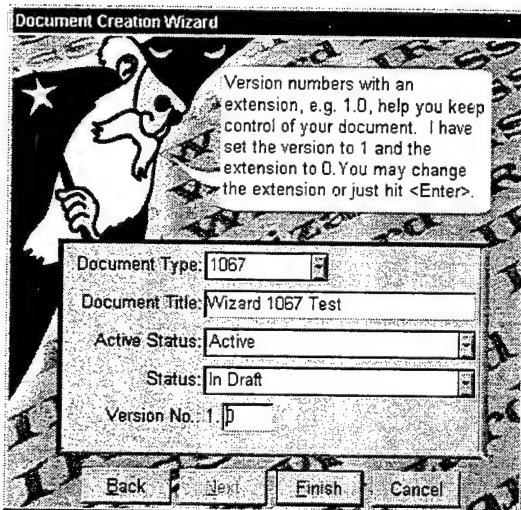 Document Creation Wizard
Version numbers with an
extension, e.g. 1.0, help you keep
control of your document. I have
set the version to 1 and the
extension to 0. You may change
the extension or just hit <Enter>.
Document Type: 1067
Document Title: Wizard 1067 Test
Active Status: Active
Status: In Draft
Version No.: 1. 0
Back Next Finish Cancel